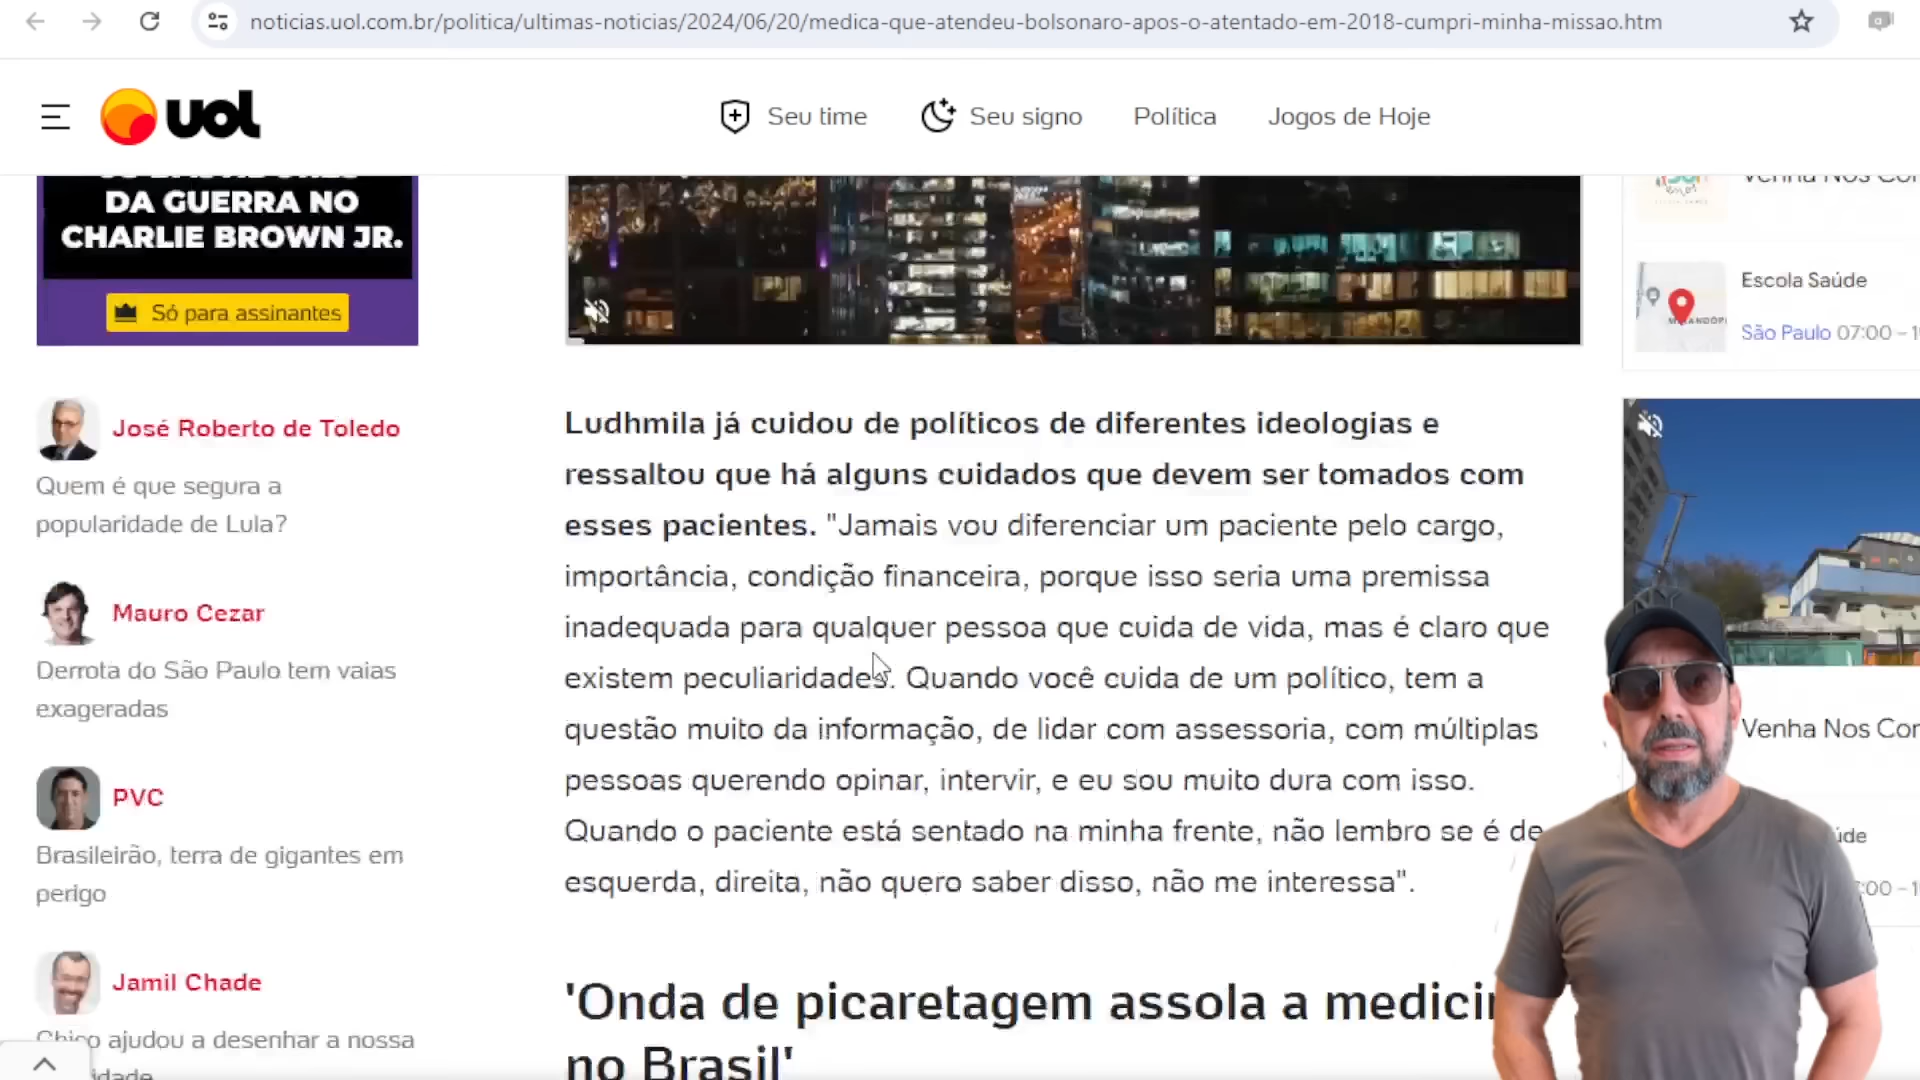 noticias.uol.com.br/politica/ultimas-noticias/2024/06/20/medica-que-atendeu-bolsonaro-apos-o-atentado-em-2018-cumpri-minha-missao.htm
uol
Seu time
Seu signo
Política
Jogos de Hoje
DA GUERRA NO
CHARLIE BROWN JR.
Só para assinantes
José Roberto de Toledo
Quem é que segura a
popularidade de Lula?
Mauro Cezar
Derrota do São Paulo tem vaias
exageradas
PVC
Brasileirão, terra de gigantes em
perigo
Jamil Chade
Chico ajudou a desenhar a nossa
Ludhmila já cuidou de políticos de diferentes ideologias e
ressaltou que há alguns cuidados que devem ser tomados com
esses pacientes. "Jamais vou diferenciar um paciente pelo cargo,
importância, condição financeira, porque isso seria uma premissa
inadequada para qualquer pessoa que cuida de vida, mas é claro que
existem peculiaridades. Quando você cuida de um político, tem a
questão muito da informação, de lidar com assessoria, com múltiplas
pessoas querendo opinar, intervir, e eu sou muito dura com isso.
Quando o paciente está sentado na minha frente, não lembro se é de
esquerda, direita, não quero saber disso, não me interessa".
'Onda de picaretagem assola a medici
no Brasil'
Venha Nos Con
Escola Saúde
São Paulo 07:00 – 1
Venha Nos Cor
úde
:00 – 1